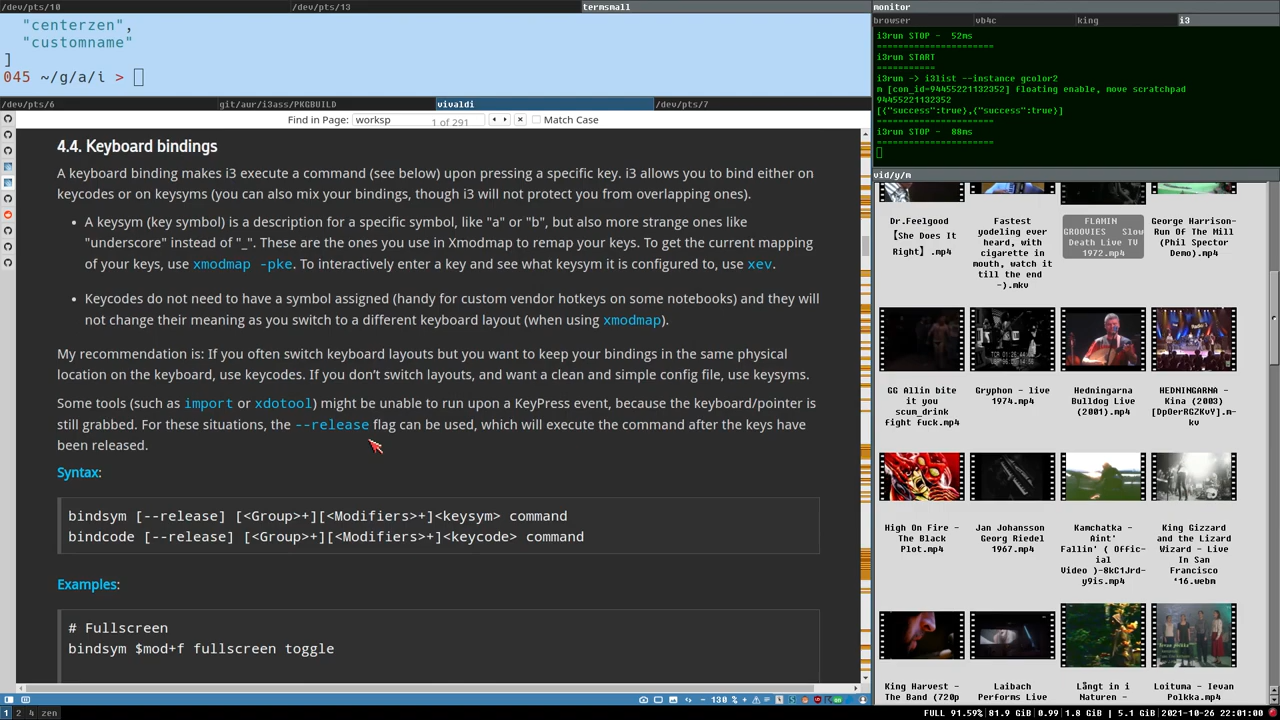 /dev/pts/10 /dev/pts/13 termsmall
"centerzen",
"customname"
]
045 ~/g/a/i >
/dev/pts/6 git/aur/i3ass/PKGBUILD vivaldi /dev/pts/7
Find in Page: worksp 1 of 291 Match Case
4.4. Keyboard bindings
A keyboard binding makes i3 execute a command (see below) upon pressing a specific key. i3 allows you to bind either on
keycodes or on keysyms (you can also mix your bindings, though i3 will not protect you from overlapping ones).
• A keysym (key symbol) is a description for a specific symbol, like "a" or "b", but also more strange ones like
"underscore" instead of "_". These are the ones you use in Xmodmap to remap your keys. To get the current mapping
of your keys, use xmodmap -pke. To interactively enter a key and see what keysym it is configured to, use xev.
• Keycodes do not need to have a symbol assigned (handy for custom vendor hotkeys on some notebooks) and they will
not change their meaning as you switch to a different keyboard layout (when using xmodmap).
My recommendation is: If you often switch keyboard layouts but you want to keep your bindings in the same physical
location on the keyboard, use keycodes. If you don't switch layouts, and want a clean and simple config file, use keysyms.
Some tools (such as import or xdotool) might be unable to run upon a KeyPress event, because the keyboard/pointer is
still grabbed. For these situations, the --release flag can be used, which will execute the command after the keys have
been released.
Syntax:
bindsym [--release] [<Group>+][<Modifiers>+]<keysym> command
bindcode [--release] [<Group>+][<Modifiers>+]<keycode> command
Examples:
# Fullscreen
bindsym $mod+f fullscreen toggle
130 %
monitor
browser vb4c king i3
i3run STOP - 52ms
======================
i3run START
===========
i3run -> i3list --instance gcolor2
m [con_id=94455221132352] floating enable, move scratchpad
94455221132352
[{"success":true},{"success":true}]
======================
i3run STOP - 88ms
======================
vid/y/m
Dr.Feelgood
【She Does It
Right】.mp4
Fastest
yodeling ever
heard, with
cigarette in
mouth, watch it
till the end
-).mkv
FLAMIN
GROOVIES Slow
Death Live TV
1972.mp4
George Harrison-
Run Of The Mill
(Phil Spector
Demo).mp4
GG Allin bite
it you
scum_drink
fight fuck.mp4
Gryphon - live
1974.mp4
Hedningarna
Bulldog Live
(2001).mp4
HEDNINGARNA -
Kina (2003)
[DpOerRGZKvY].m-
kv
High On Fire -
The Black
Plot.mp4
Jan Johansson
Georg Riedel
1967.mp4
Kamchatka -
Aint'
Fallin' ( Offic-
ial
Video )-8kC1Jrd-
y9is.mp4
King Gizzard
and the Lizard
Wizard - Live
In San
Francisco
'16.webm
King Harvest -
The Band (720p
Laibach
Performs Live
Långt in i
Naturen -
Loituma - Ievan
Polkka.mp4
1 2 4 zen
FULL 91.59% 81.9 GiB 0.99 1.8 GiB 5.1 GiB 2021-10-26 22:01:00